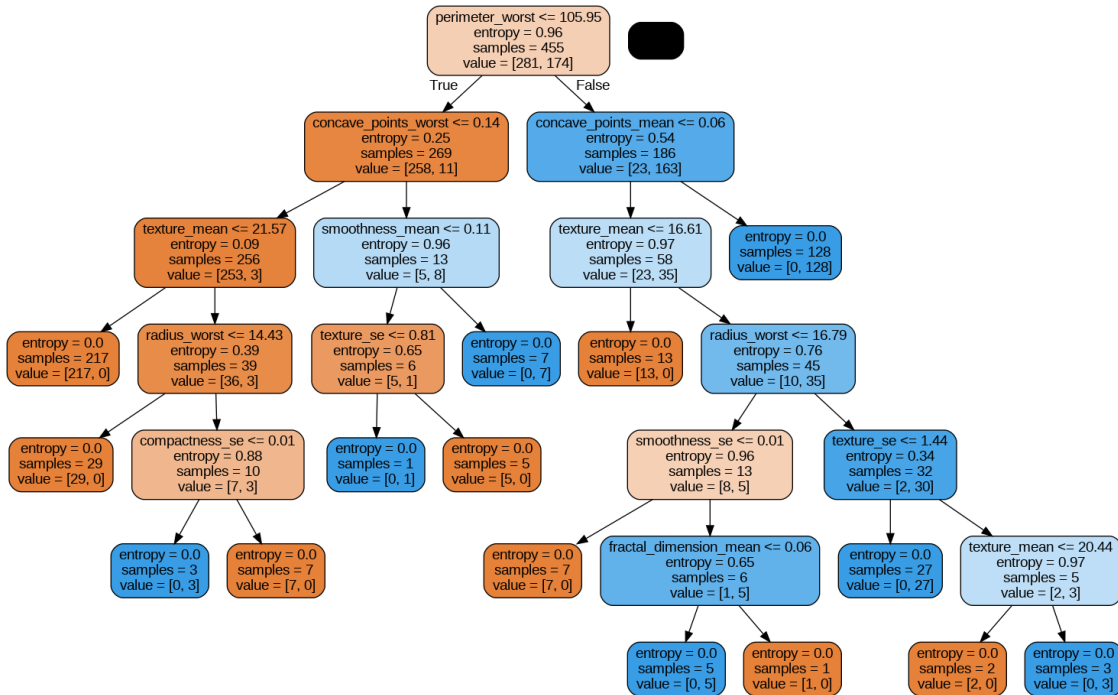 perimeter_worst <= 105.95
entropy = 0.96
samples = 455
value = [281, 174]
True
False
concave_points_worst <= 0.14
entropy = 0.25
samples = 269
value = [258, 11]
concave_points_mean <= 0.06
entropy = 0.54
samples = 186
value = [23, 163]
texture_mean <= 21.57
entropy = 0.09
samples = 256
value = [253, 3]
smoothness_mean <= 0.11
entropy = 0.96
samples = 13
value = [5, 8]
texture_mean <= 16.61
entropy = 0.97
samples = 58
value = [23, 35]
entropy = 0.0
samples = 128
value = [0, 128]
entropy = 0.0
samples = 217
value = [217, 0]
radius_worst <= 14.43
entropy = 0.39
samples = 39
value = [36, 3]
texture_se <= 0.81
entropy = 0.65
samples = 6
value = [5, 1]
entropy = 0.0
samples = 7
value = [0, 7]
entropy = 0.0
samples = 13
value = [13, 0]
radius_worst <= 16.79
entropy = 0.76
samples = 45
value = [10, 35]
entropy = 0.0
samples = 29
value = [29, 0]
compactness_se <= 0.01
entropy = 0.88
samples = 10
value = [7, 3]
entropy = 0.0
samples = 1
value = [0, 1]
entropy = 0.0
samples = 5
value = [5, 0]
smoothness_se <= 0.01
entropy = 0.96
samples = 13
value = [8, 5]
texture_se <= 1.44
entropy = 0.34
samples = 32
value = [2, 30]
entropy = 0.0
samples = 3
value = [0, 3]
entropy = 0.0
samples = 7
value = [7, 0]
entropy = 0.0
samples = 7
value = [7, 0]
fractal_dimension_mean <= 0.06
entropy = 0.65
samples = 6
value = [1, 5]
entropy = 0.0
samples = 27
value = [0, 27]
texture_mean <= 20.44
entropy = 0.97
samples = 5
value = [2, 3]
entropy = 0.0
samples = 5
value = [0, 5]
entropy = 0.0
samples = 1
value = [1, 0]
entropy = 0.0
samples = 2
value = [2, 0]
entropy = 0.0
samples = 3
value = [0, 3]